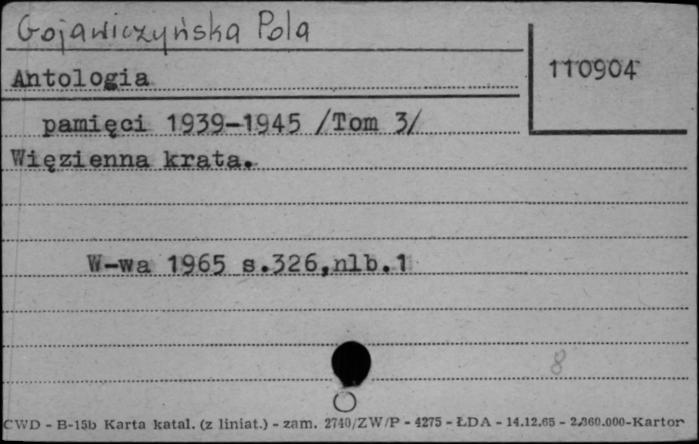 Gojawiczyńska Pola
Antologia
110904
pamięci 1939-1945 /Tom 3/
Więzienna krata.
W-wa 1965 s.326,nlb.1
8
CWD - B-15b Karta katal. (z liniat.) - zam. 2740/ZW/P - 4275 - ŁDA - 14.12.65 - 2.360.000-Karton